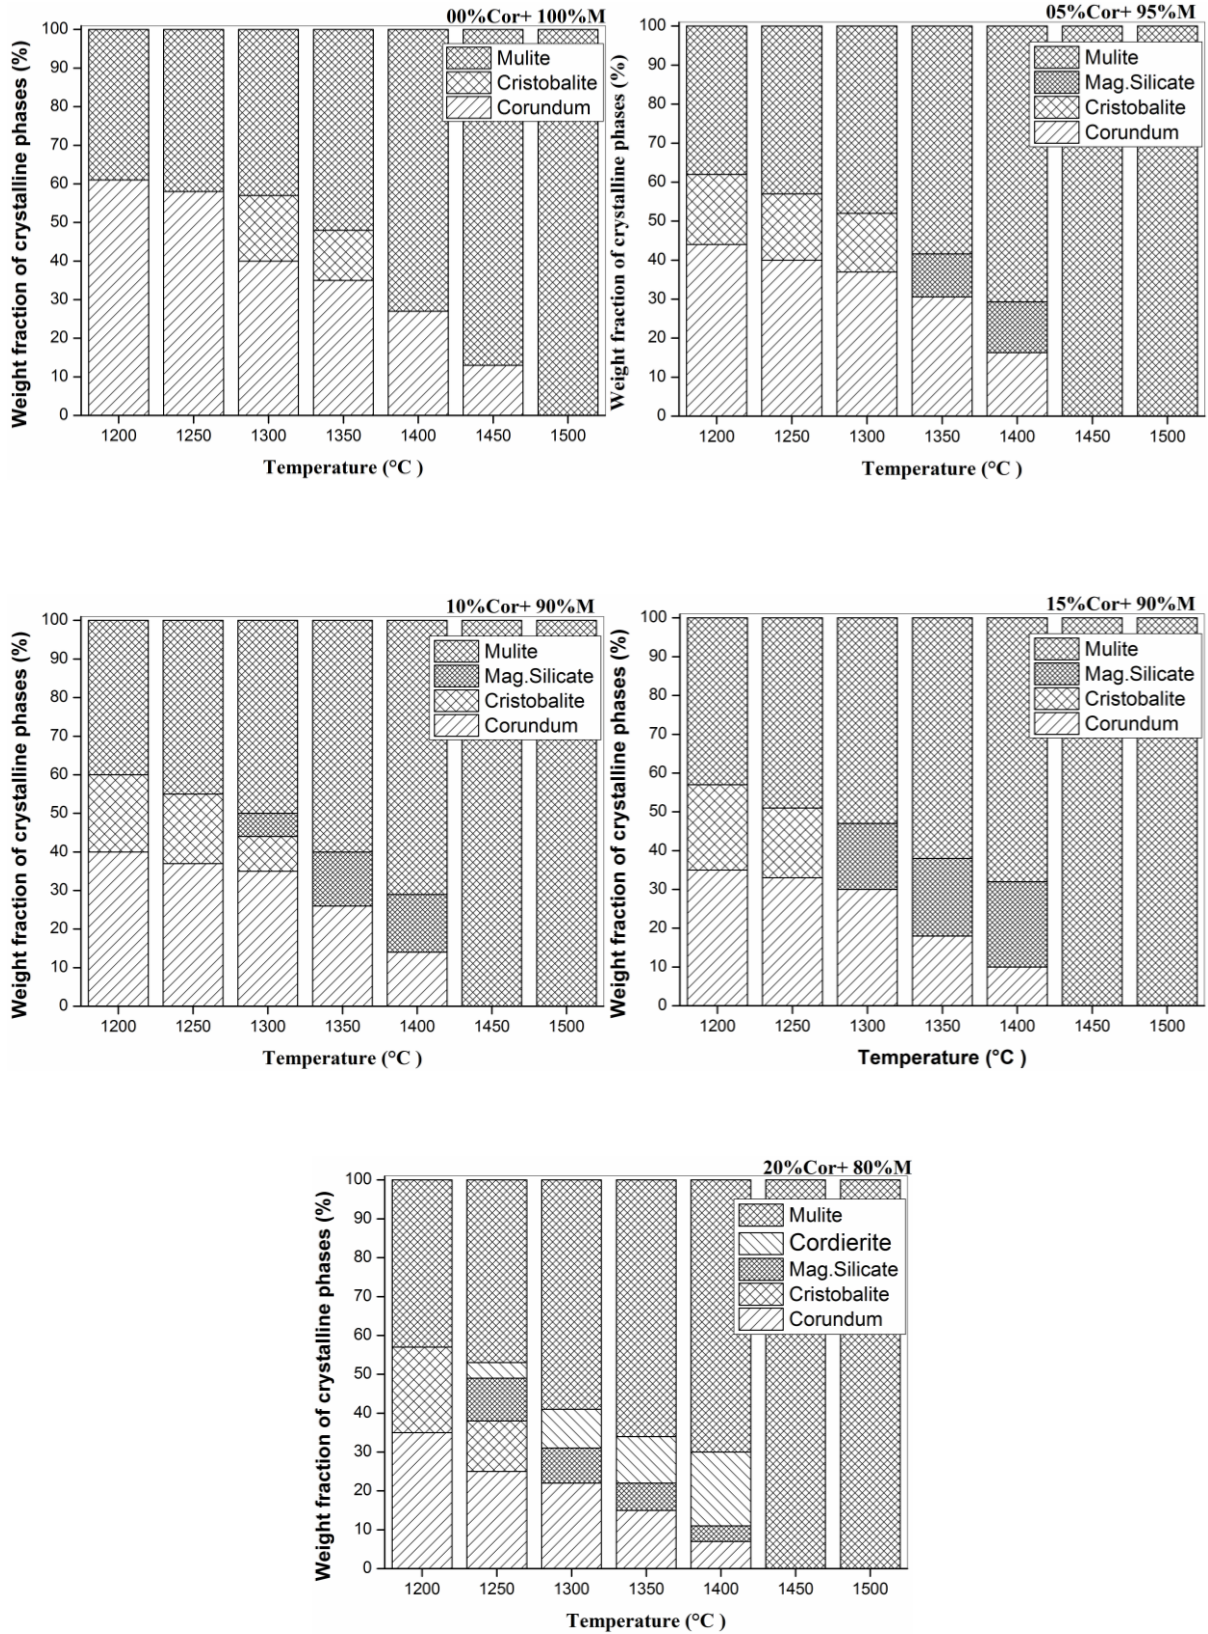 00%Cor+ 100%M
Weight fraction of crystalline phases (%)
100
90
80
70
60
50
40
30
20
10
0
Mulite
Cristobalite
Corundum
1200 1250 1300 1350 1400 1450 1500
Temperature (°C )
05%Cor+ 95%M
Weight fraction of crystalline phases (%)
100
90
80
70
60
50
40
30
20
10
0
Mulite
Mag.Silicate
Cristobalite
Corundum
1200 1250 1300 1350 1400 1450 1500
Temperature (°C )
10%Cor+ 90%M
Weight fraction of crystalline phases (%)
100
90
80
70
60
50
40
30
20
10
0
Mulite
Mag.Silicate
Cristobalite
Corundum
1200 1250 1300 1350 1400 1450 1500
Temperature (°C )
15%Cor+ 90%M
Weight fraction of crystalline phases (%)
100
90
80
70
60
50
40
30
20
10
0
Mulite
Mag.Silicate
Cristobalite
Corundum
1200 1250 1300 1350 1400 1450 1500
Temperature (°C )
20%Cor+ 80%M
Weight fraction of crystalline phases (%)
100
90
80
70
60
50
40
30
20
10
0
Mulite
Cordierite
Mag.Silicate
Cristobalite
Corundum
1200 1250 1300 1350 1400 1450 1500
Temperature (°C )